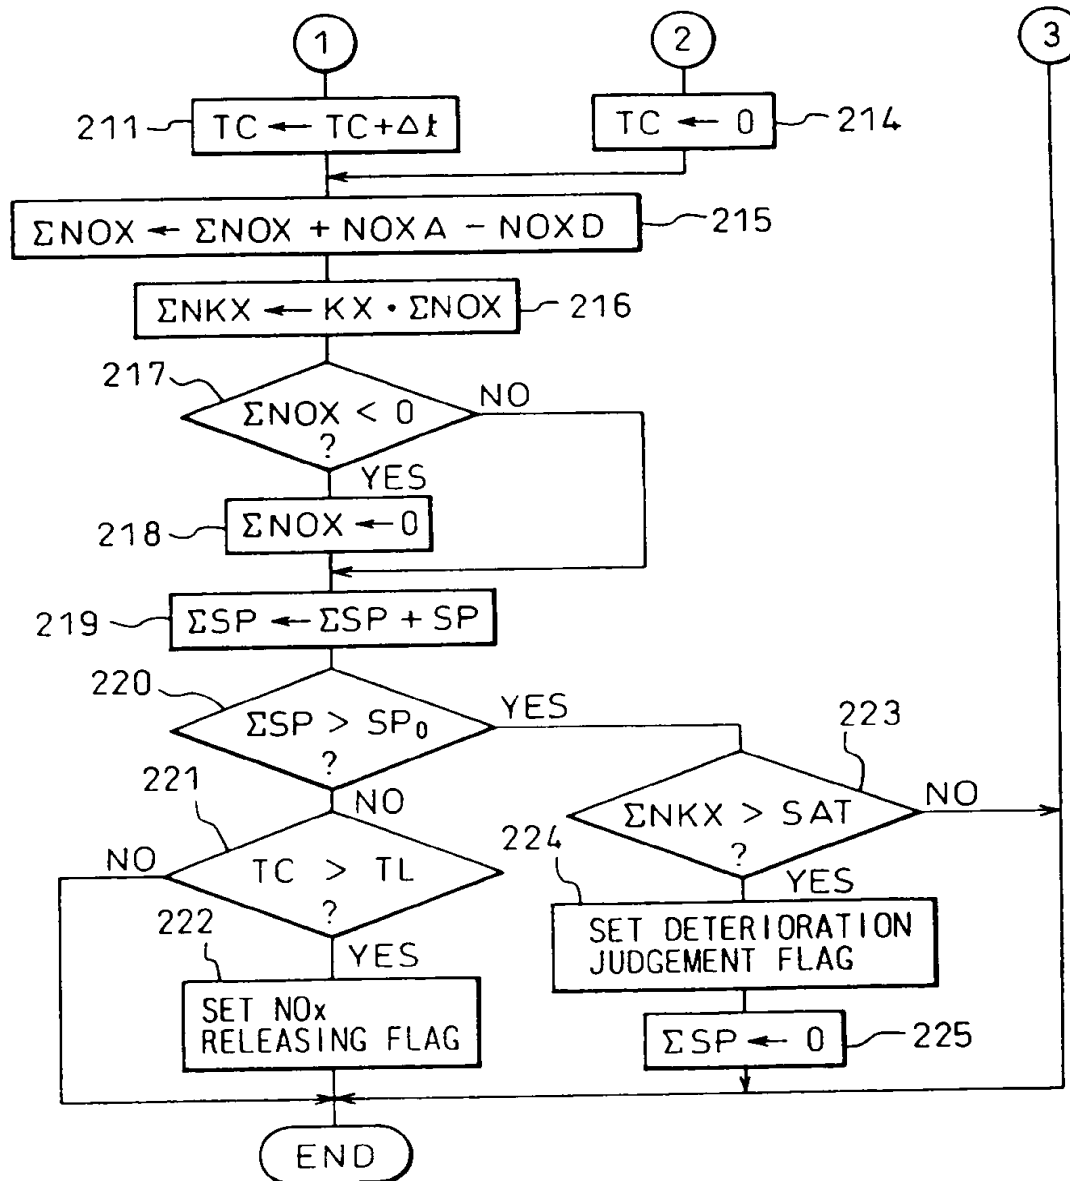 1
2
3
211
TC ← TC+Δt
TC ← 0
214
ΣNOX ← ΣNOX + NOXA − NOXD
215
ΣNKX ← KX · ΣNOX
216
217
ΣNOX < 0
?
NO
YES
218
ΣNOX ← 0
219
ΣSP ← ΣSP + SP
220
ΣSP > SP₀
?
YES
NO
223
ΣNKX > SAT
?
NO
YES
221
TC > TL
?
NO
YES
224
SET DETERIORATION
JUDGEMENT FLAG
222
SET NOx
RELEASING FLAG
ΣSP ← 0
225
END